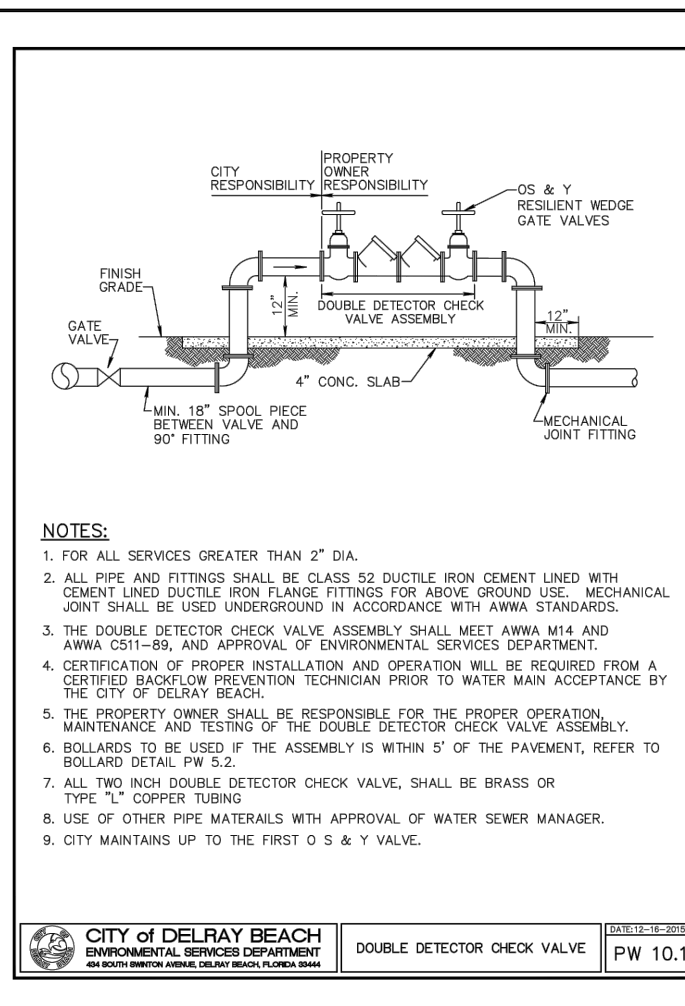 CITY
RESPONSIBILITY
PROPERTY
OWNER
RESPONSIBILITY
OS & Y
RESILIENT WEDGE
GATE VALVES
FINISH
GRADE
12"
MIN.
DOUBLE DETECTOR CHECK
VALVE ASSEMBLY
12"
MIN.
GATE
VALVE
4" CONC. SLAB
MIN. 18" SPOOL PIECE
BETWEEN VALVE AND
90° FITTING
MECHANICAL
JOINT FITTING
NOTES:
1. FOR ALL SERVICES GREATER THAN 2" DIA.
2. ALL PIPE AND FITTINGS SHALL BE CLASS 52 DUCTILE IRON CEMENT LINED WITH
CEMENT LINED DUCTILE IRON FLANGE FITTINGS FOR ABOVE GROUND USE. MECHANICAL
JOINT SHALL BE USED UNDERGROUND IN ACCORDANCE WITH AWWA STANDARDS.
3. THE DOUBLE DETECTOR CHECK VALVE ASSEMBLY SHALL MEET AWWA M14 AND
AWWA C511-89, AND APPROVAL OF ENVIRONMENTAL SERVICES DEPARTMENT.
4. CERTIFICATION OF PROPER INSTALLATION AND OPERATION WILL BE REQUIRED FROM A
CERTIFIED BACKFLOW PREVENTION TECHNICIAN PRIOR TO WATER MAIN ACCEPTANCE BY
THE CITY OF DELRAY BEACH.
5. THE PROPERTY OWNER SHALL BE RESPONSIBLE FOR THE PROPER OPERATION,
MAINTENANCE AND TESTING OF THE DOUBLE DETECTOR CHECK VALVE ASSEMBLY.
6. BOLLARDS TO BE USED IF THE ASSEMBLY IS WITHIN 5' OF THE PAVEMENT, REFER TO
BOLLARD DETAIL PW 5.2.
7. ALL TWO INCH DOUBLE DETECTOR CHECK VALVE, SHALL BE BRASS OR
TYPE "L" COPPER TUBING
8. USE OF OTHER PIPE MATERAILS WITH APPROVAL OF WATER SEWER MANAGER.
9. CITY MAINTAINS UP TO THE FIRST O S & Y VALVE.
CITY of DELRAY BEACH
ENVIRONMENTAL SERVICES DEPARTMENT
434 SOUTH SWINTON AVENUE, DELRAY BEACH, FLORIDA 33444
DOUBLE DETECTOR CHECK VALVE
DATE:12-16-2015
PW 10.1